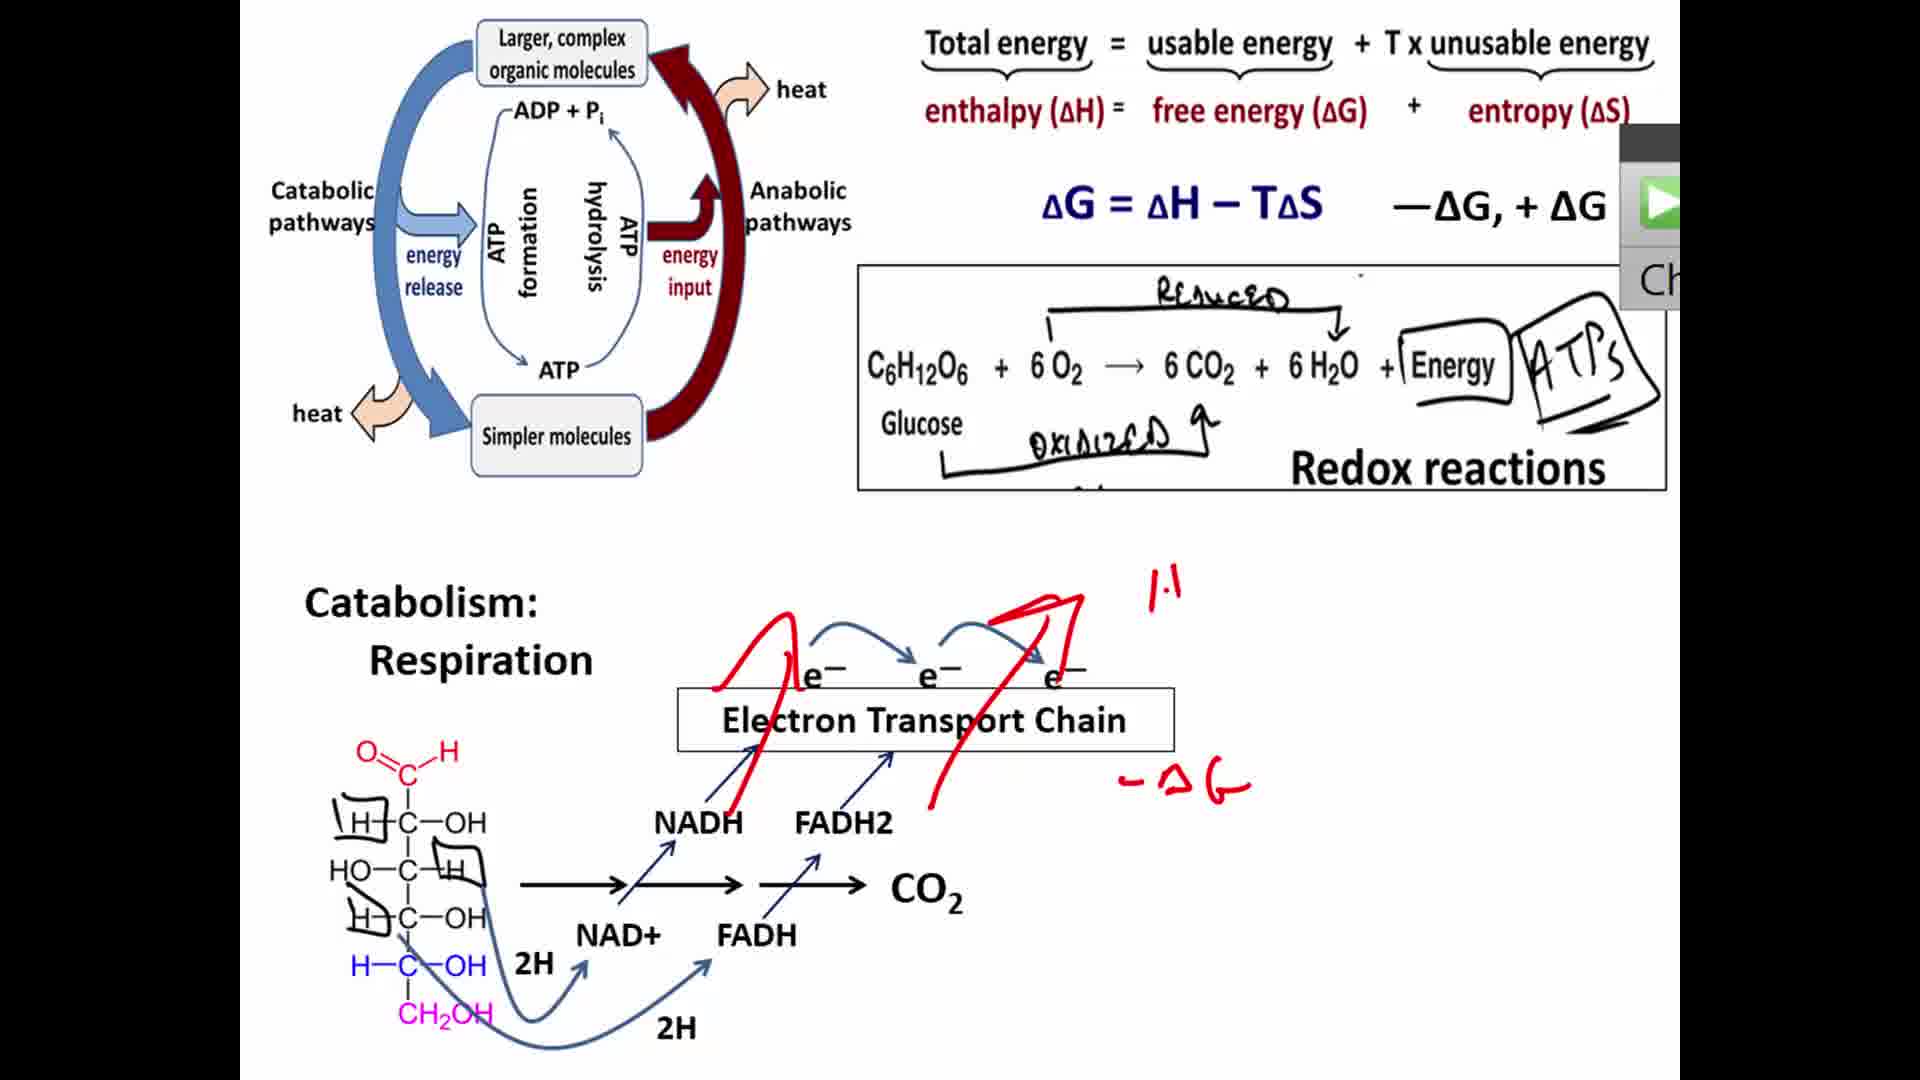 Larger, complex
organic molecules
ADP + Pi
heat
Catabolic
pathways
energy
release
ATP
formation
hydrolysis
ATP
energy
input
Anabolic
pathways
ATP
heat
Simpler molecules
Total energy = usable energy + T x unusable energy
enthalpy (ΔH) = free energy (ΔG) + entropy (ΔS)
ΔG = ΔH – TΔS
—ΔG, + ΔG
Ch
REDUCED
C6H12O6 + 6 O2 → 6 CO2 + 6 H2O + Energy ATPs
Glucose
OXIDIZED
Redox reactions
Catabolism:
Respiration
e— e— e—
Electron Transport Chain
-ΔG
NADH FADH2
CO2
NAD+ FADH
2H
2H
O H
C
H C OH
HO C H
H C OH
H C OH
CH2OH